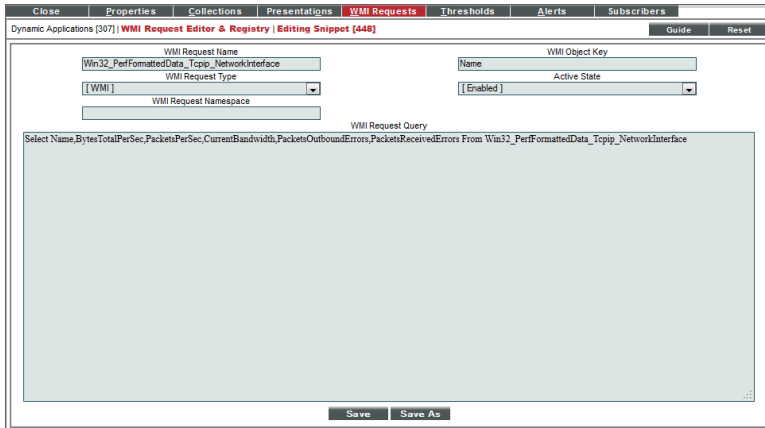 Close Properties Collections Presentations WMI Requests Thresholds Alerts Subscribers
Dynamic Applications [307] | WMI Request Editor & Registry | Editing Snippet [448] Guide Reset
WMI Request Name WMI Object Key
Win32_PerfFormattedData_Tcpip_NetworkInterface Name
WMI Request Type Active State
[ WMI ] [ Enabled ]
WMI Request Namespace
WMI Request Query
Select Name,BytesTotalPerSec,PacketsPerSec,CurrentBandwidth,PacketsOutboundErrors,PacketsReceivedErrors From Win32_PerfFormattedData_Tcpip_NetworkInterface
Save Save As